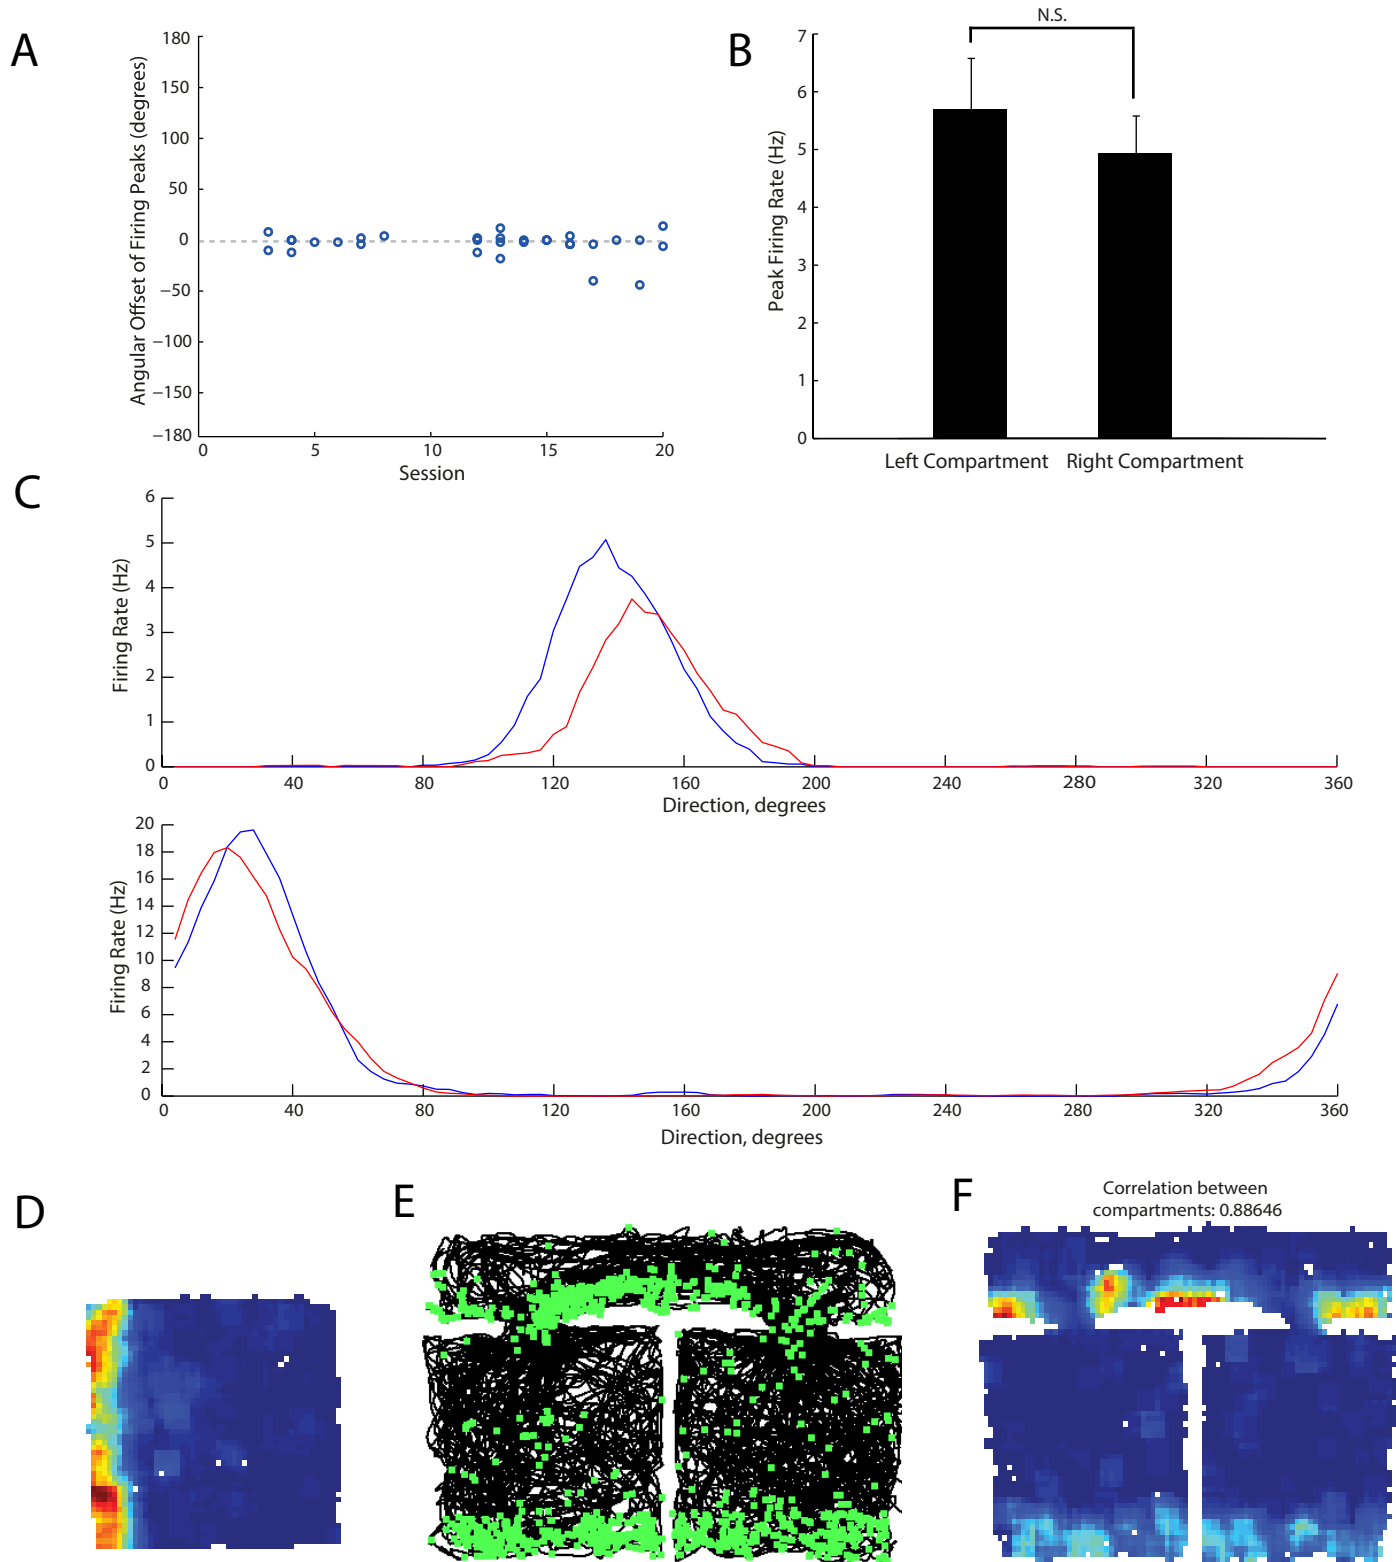 A
Angular Offset of Firing Peaks (degrees)
180
150
100
50
0
−50
−100
−150
−180
0 5 10 15 20
Session
B
N.S.
Peak Firing Rate (Hz)
7
6
5
4
3
2
1
0
Left Compartment Right Compartment
C
Firing Rate (Hz)
6
5
4
3
2
1
0
0 40 80 120 160 200 240 280 320 360
Direction, degrees
Firing Rate (Hz)
20
18
16
14
12
10
8
6
4
2
0
0 40 80 120 160 200 240 280 320 360
Direction, degrees
D
E
F
Correlation between
compartments: 0.88646